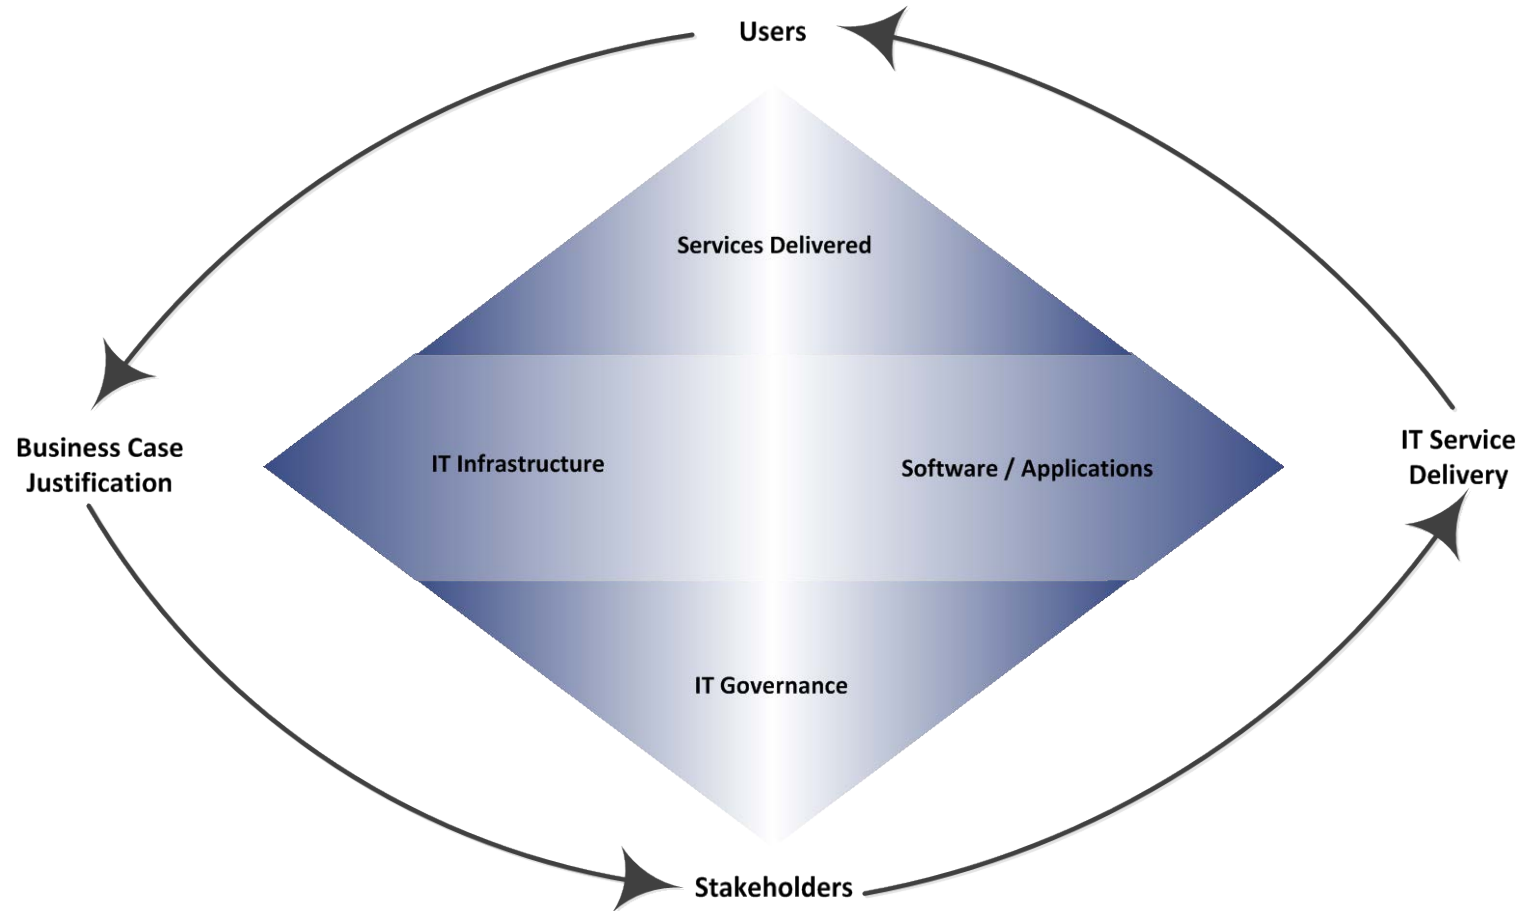 Users
Services Delivered
Business Case
Justification
IT Infrastructure
Software / Applications
IT Service
Delivery
IT Governance
Stakeholders